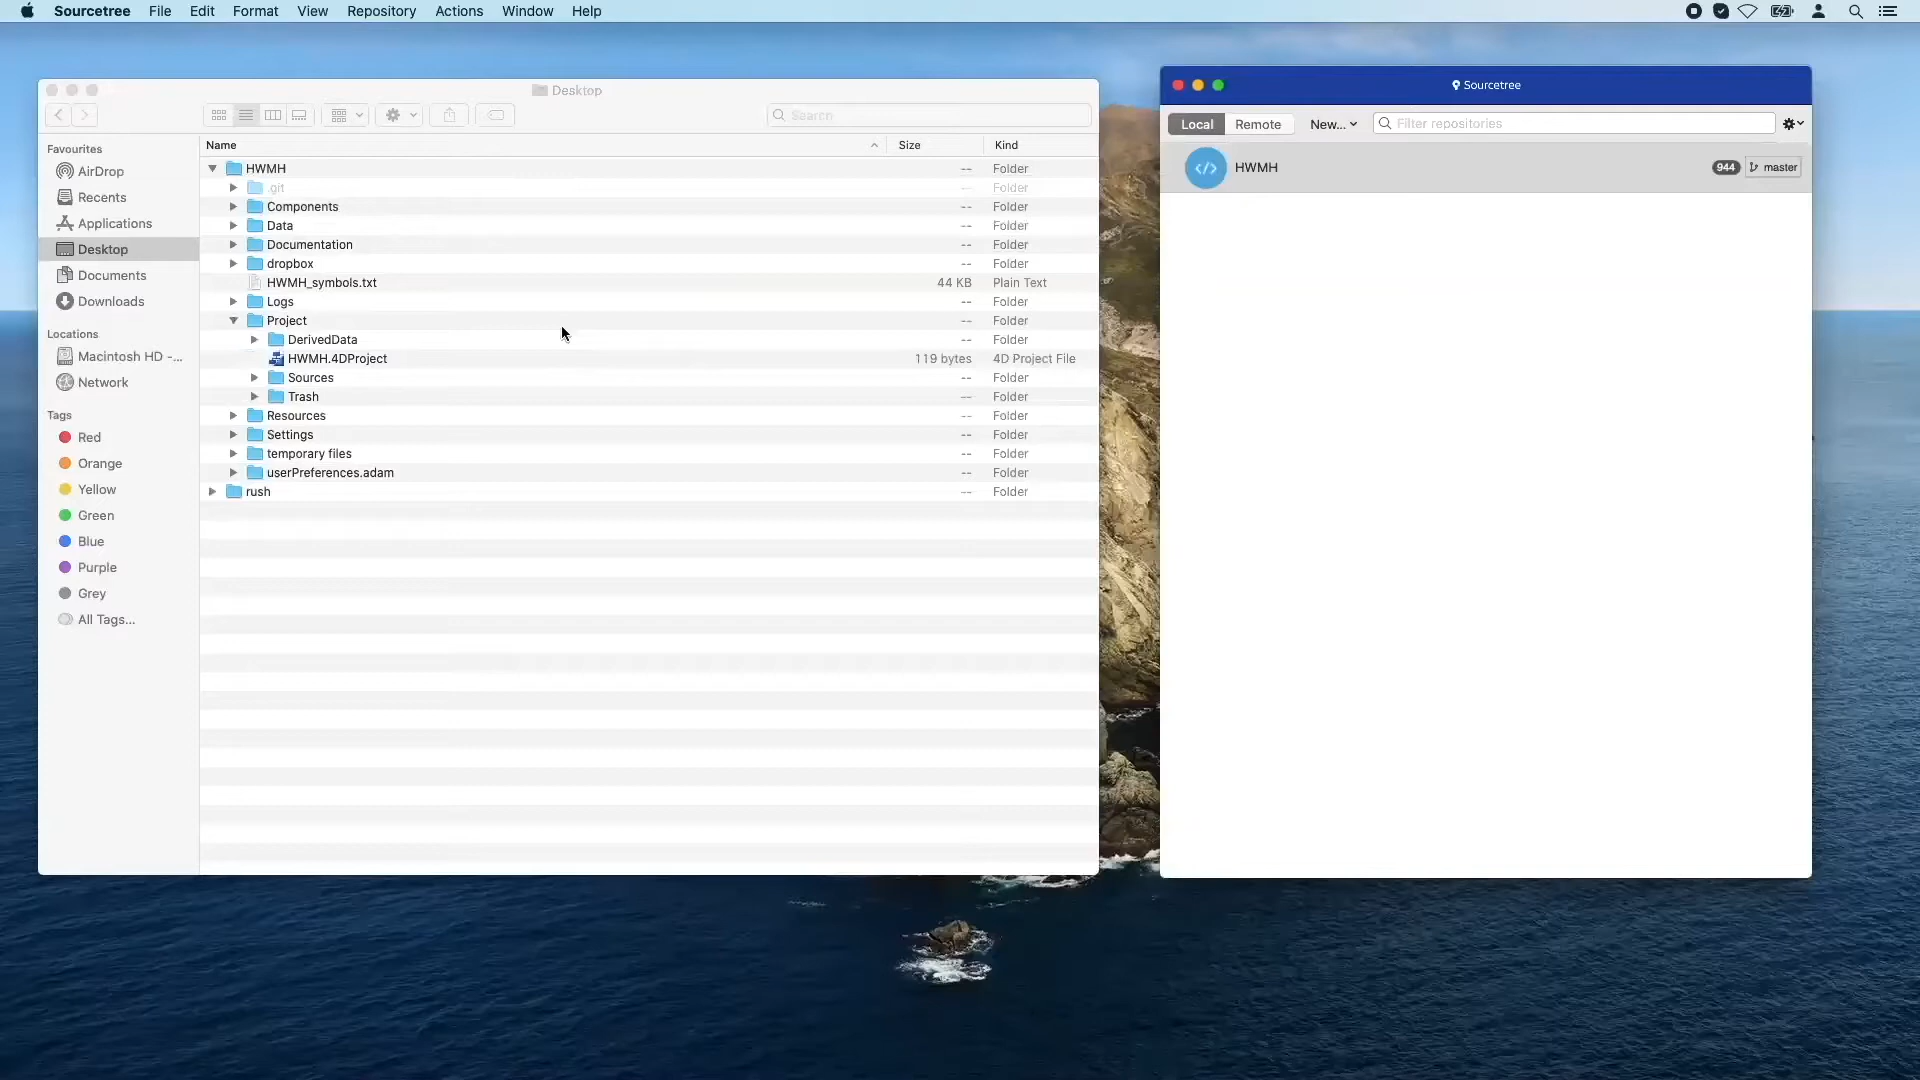 Sourcetree File Edit Format View Repository Actions Window Help
Desktop
Search
Favourites
AirDrop
Recents
Applications
Desktop
Documents
Downloads
Locations
Macintosh HD -...
Network
Tags
Red
Orange
Yellow
Green
Blue
Purple
Grey
All Tags...
Name Size Kind
HWMH -- Folder
.git -- Folder
Components -- Folder
Data -- Folder
Documentation -- Folder
dropbox -- Folder
HWMH_symbols.txt 44 KB Plain Text
Logs -- Folder
Project -- Folder
DerivedData -- Folder
HWMH.4DProject 119 bytes 4D Project File
Sources -- Folder
Trash -- Folder
Resources -- Folder
Settings -- Folder
temporary files -- Folder
userPreferences.adam -- Folder
rush -- Folder
Sourcetree
Local Remote New... Filter repositories
HWMH 944 master